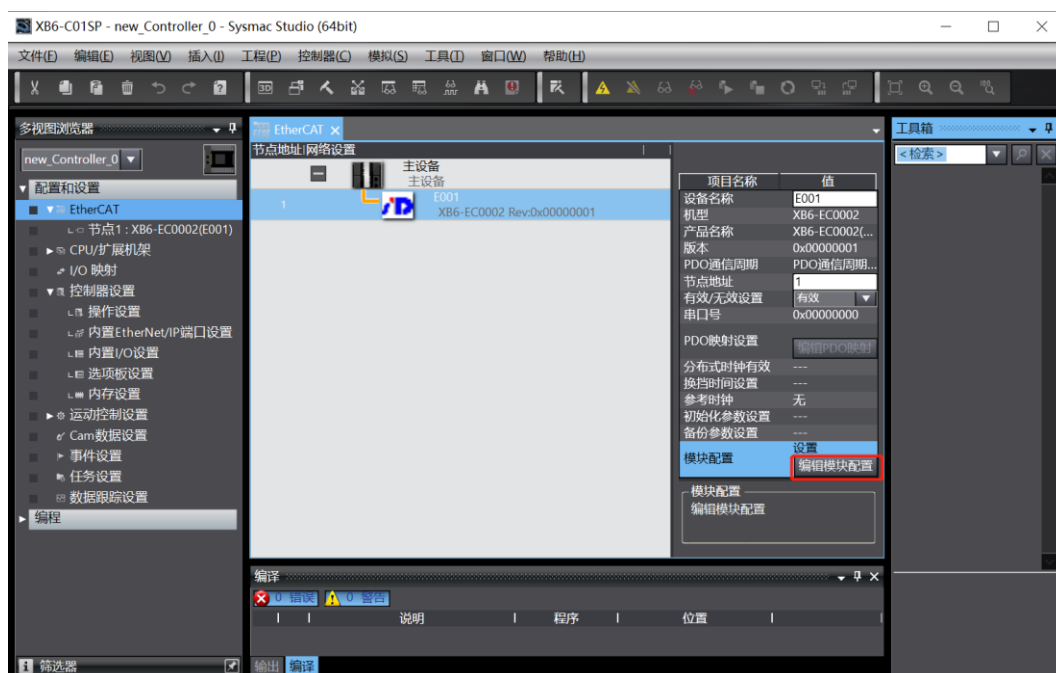 XB6-C01SP - new_Controller_0 - Sysmac Studio (64bit)
文件(F) 编辑(E) 视图(V) 插入(I) 工程(P) 控制器(C) 模拟(S) 工具(T) 窗口(W) 帮助(H)
多视图浏览器
new_Controller_0
配置和设置
EtherCAT
节点1 : XB6-EC0002(E001)
CPU/扩展机架
I/O 映射
控制器设置
操作设置
内置EtherNet/IP端口设置
内置I/O设置
选项板设置
内存设置
运动控制设置
Cam数据设置
事件设置
任务设置
数据跟踪设置
编程
筛选器
EtherCAT
节点地址|网络设置
主设备
主设备
1
E001
XB6-EC0002 Rev:0x00000001
项目名称 值
设备名称 E001
机型 XB6-EC0002
产品名称 XB6-EC0002(...
版本 0x00000001
PDO通信周期 PDO通信周期...
节点地址 1
有效/无效设置 有效
串口号 0x00000000
PDO映射设置 编辑PDO映射
分布式时钟有效 ---
换挡时间设置 ---
参考时钟 无
初始化参数设置 ---
备份参数设置 ---
模块配置 设置
编辑模块配置
模块配置
编辑模块配置
编译
0 错误 0 警告
说明 程序 位置
输出 编译
工具箱
<检索>